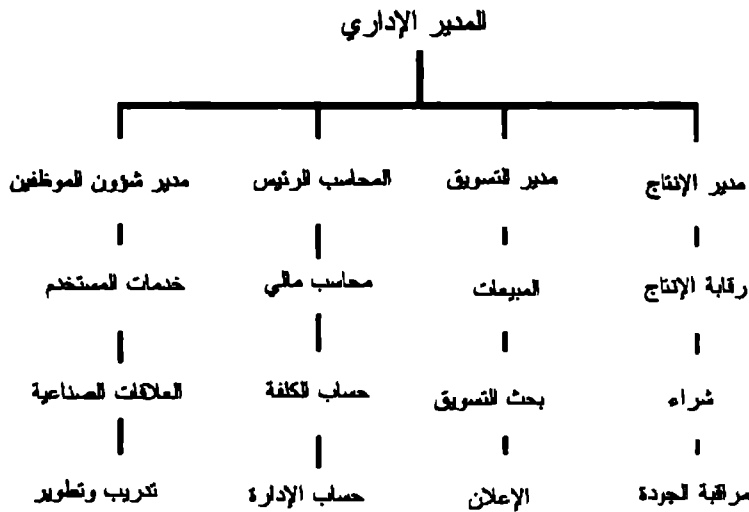 المدير الإداري
مدير الإنتاج مدير التسويق المحاسب الرئيس مدير شؤون الموظفين
رقابة الإنتاج المبيعات محاسب مالي خدمات المستخدم
شراء بحث التسويق حساب الكلفة العلاقات الصناعية
مراقبة الجودة الإعلان حساب الإدارة تدريب وتطوير